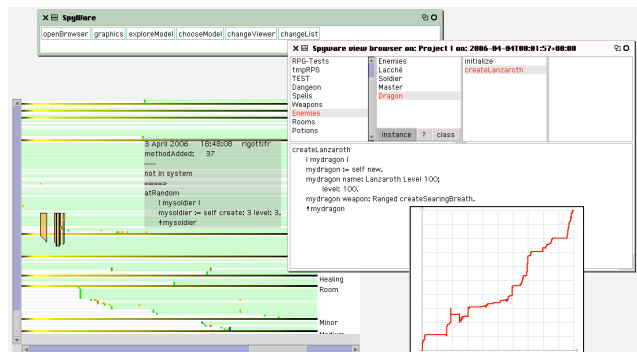 SpyWare
openBrowser graphics exploreModel chooseModel changeViewer changeList
Spyware view browser on: Project 1 on: 2006-04-04T00:01:57+00:00
RPG-Tests
tmpRPG
TEST
Dangeon
Spells
Weapons
Enemies
Rooms
Potions
Enemies
Lacché
Soldier
Master
Dragon
instance ? class
initialize
createLanzaroth
createLanzaroth
| mydragon |
mydragon := self new.
mydragon name: Lanzaroth Level 100;
level: 100.
mydragon weapon: Ranged createSearingBreath.
↑mydragon
3 April 2006 18:48:08 rigottifr
methodAdded: 37
----
not in system
=====>
atRandom
| mysoldier |
mysoldier := self create: 3 level: 3.
↑mysoldier
Healing
Room
Minor
Medium